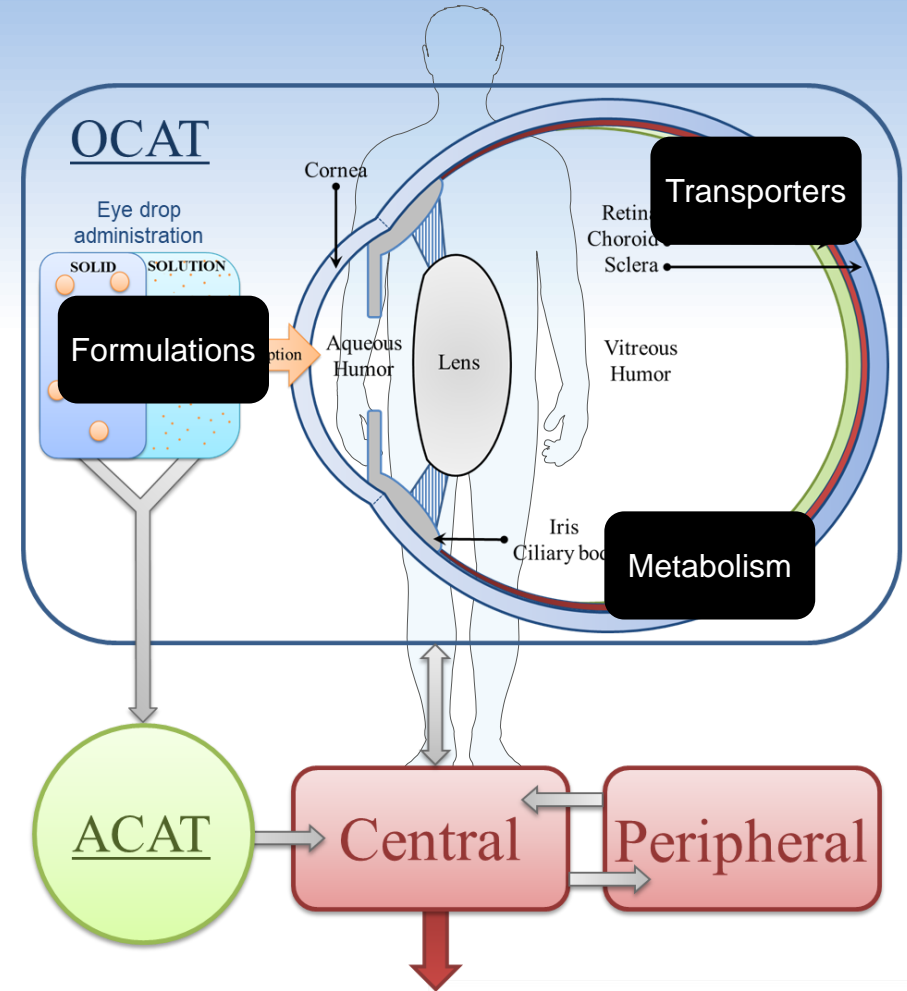 OCAT
Eye drop
administration
SOLID
SOLUTION
Formulations
Cornea
Aqueous
Humor
Lens
Vitreous
Humor
Transporters
Choroid
Sclera
Iris
Ciliary
Metabolism
ACAT
Central
Peripheral